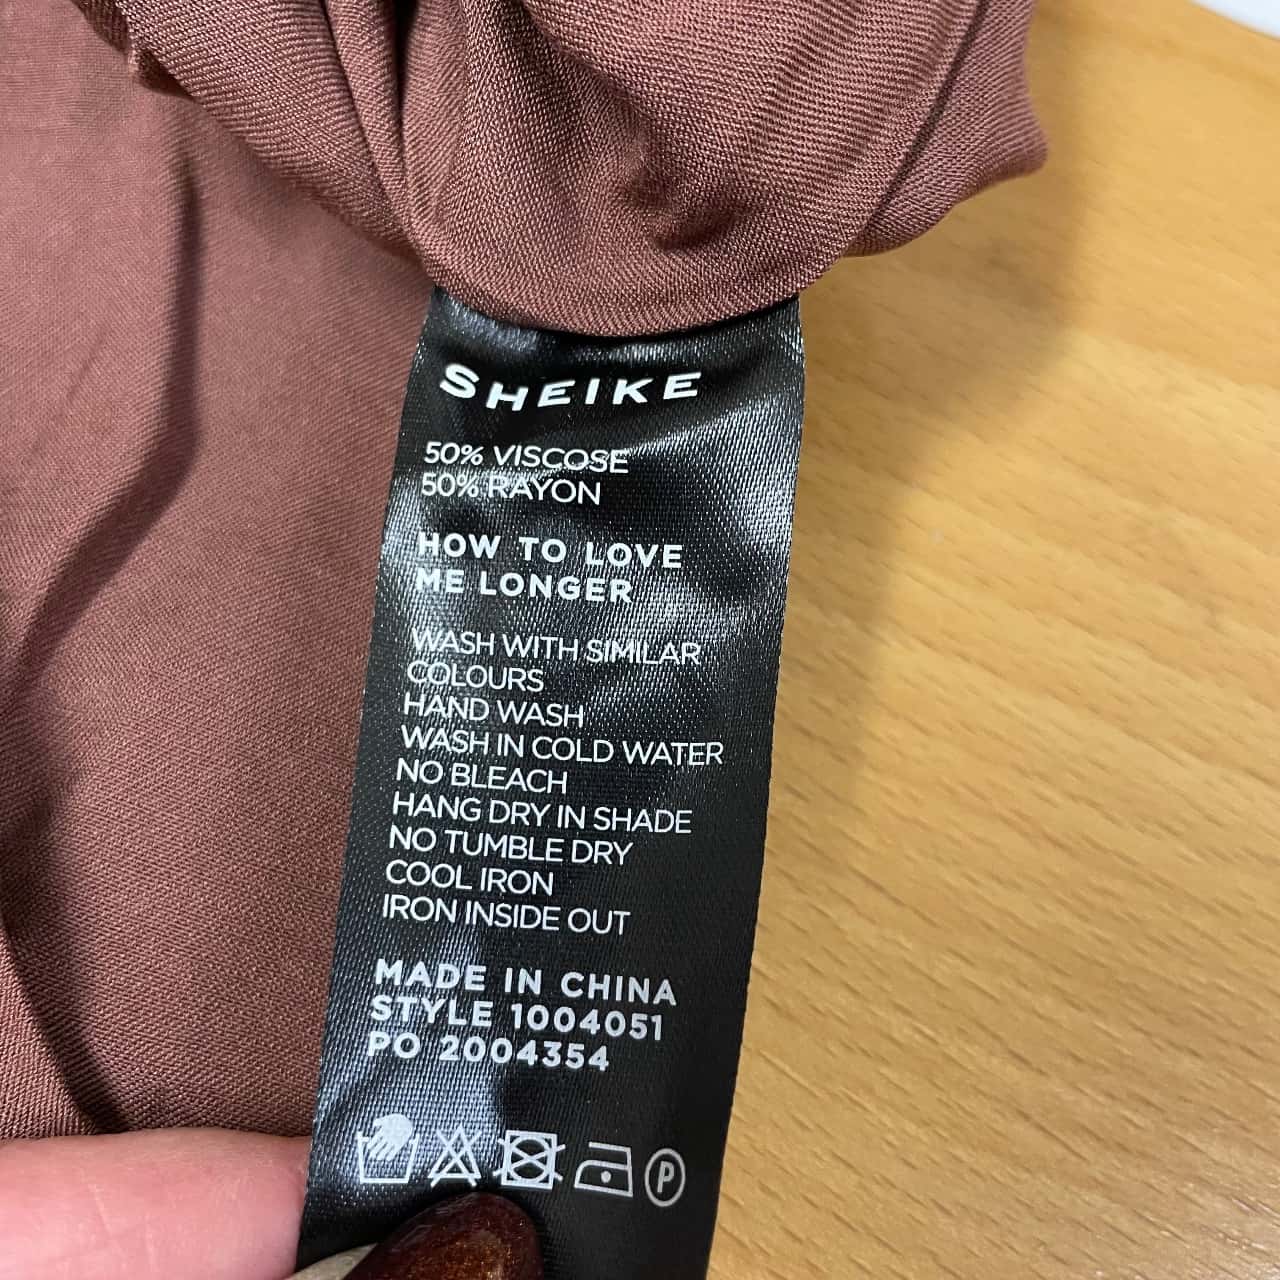 SHEIKE
50% VISCOSE
50% RAYON
HOW TO LOVE
ME LONGER
WASH WITH SIMILAR
COLOURS
HAND WASH
WASH IN COLD WATER
NO BLEACH
HANG DRY IN SHADE
NO TUMBLE DRY
COOL IRON
IRON INSIDE OUT
MADE IN CHINA
STYLE 1004051
PO 2004354
P